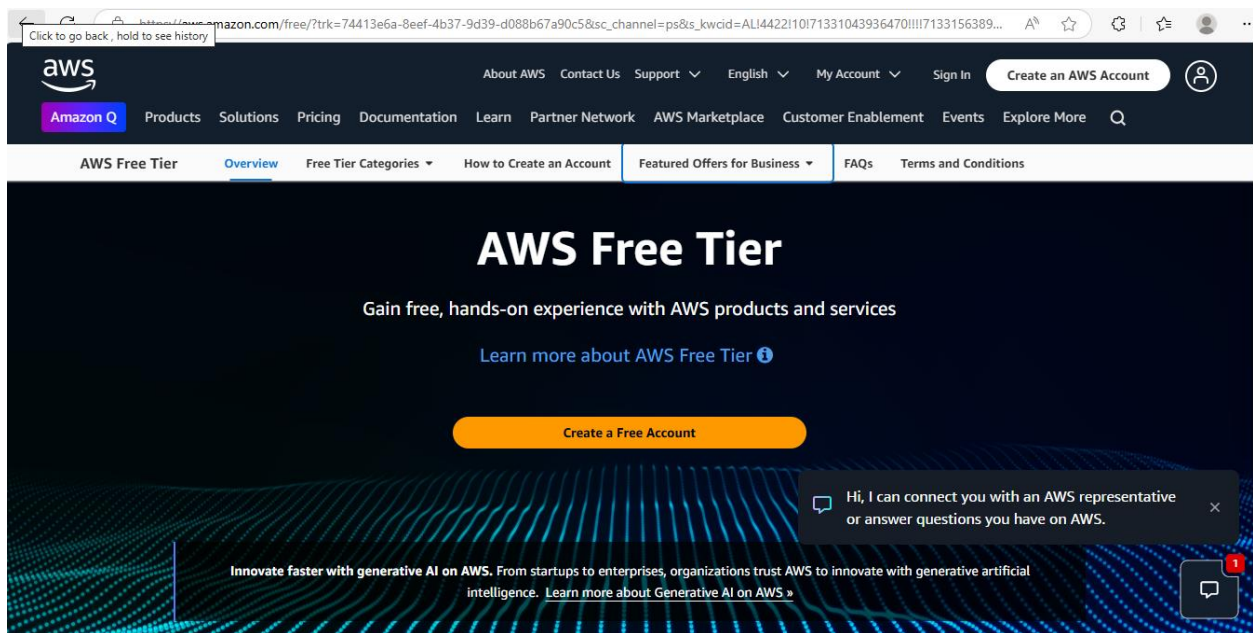 https://aws.amazon.com/free/?trk=74413e6a-8eef-4b37-9d39-d088b67a90c5&sc_channel=ps&s_kwcid=AL!4422!10!71331043936470!!!!7133156389...
Click to go back, hold to see history
aws
About AWS Contact Us Support English My Account Sign In Create an AWS Account
Amazon Q Products Solutions Pricing Documentation Learn Partner Network AWS Marketplace Customer Enablement Events Explore More
AWS Free Tier Overview Free Tier Categories How to Create an Account Featured Offers for Business FAQs Terms and Conditions
AWS Free Tier
Gain free, hands-on experience with AWS products and services
Learn more about AWS Free Tier
Create a Free Account
Hi, I can connect you with an AWS representative
or answer questions you have on AWS.
1
Innovate faster with generative AI on AWS. From startups to enterprises, organizations trust AWS to innovate with generative artificial
intelligence. Learn more about Generative AI on AWS »